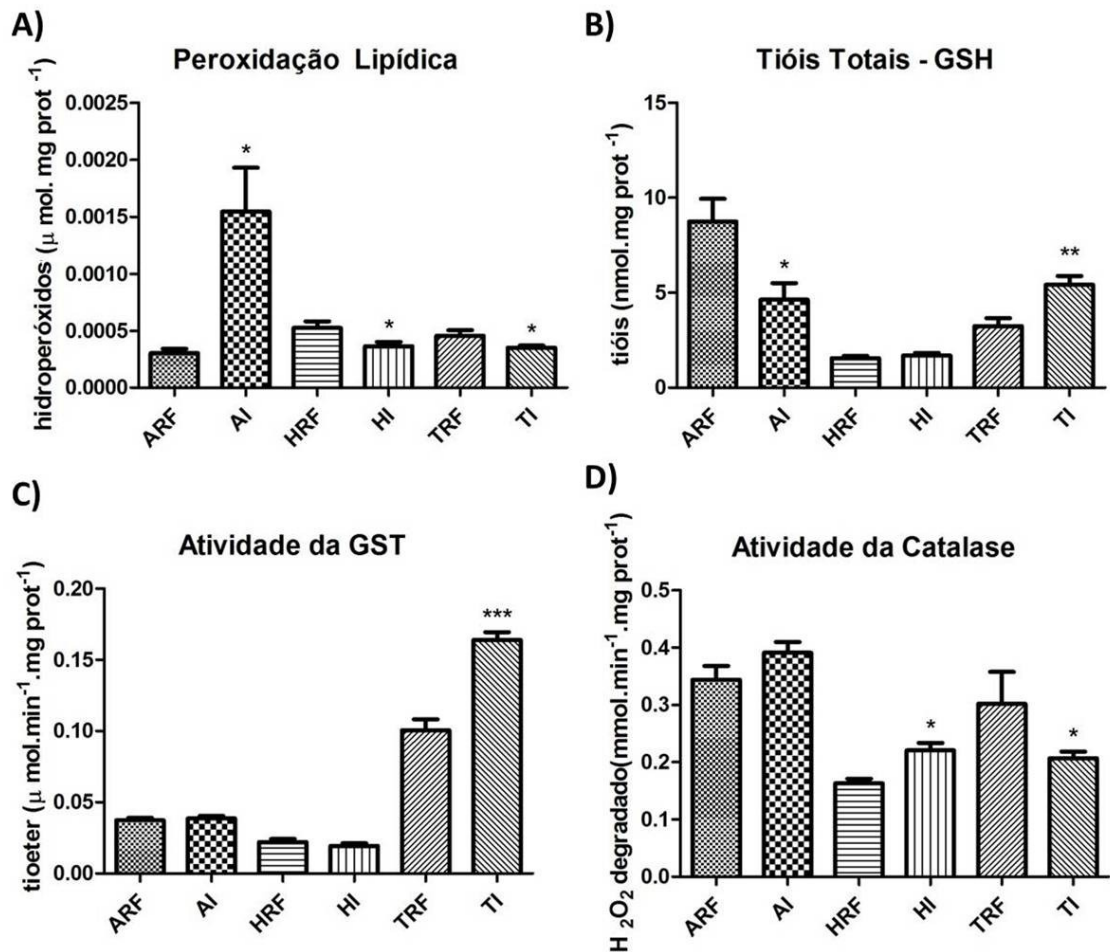 A)
Peroxidação Lipídica
hidroperóxidos (μ mol. mg prot -1)
0.0025
0.0020
0.0015
0.0010
0.0005
0.0000
*
*
*
ARF
AI
HRF
HI
TRF
TI
B)
Tióis Totais - GSH
tióis (nmol.mg prot -1)
15
10
5
0
*
**
ARF
AI
HRF
HI
TRF
TI
C)
Atividade da GST
tioeter (μ mol.min-1.mg prot-1)
0.20
0.15
0.10
0.05
0.00
***
ARF
AI
HRF
HI
TRF
TI
D)
Atividade da Catalase
H2O2 degradado(mmol.min-1.mg prot-1)
0.5
0.4
0.3
0.2
0.1
0.0
*
*
ARF
AI
HRF
HI
TRF
TI